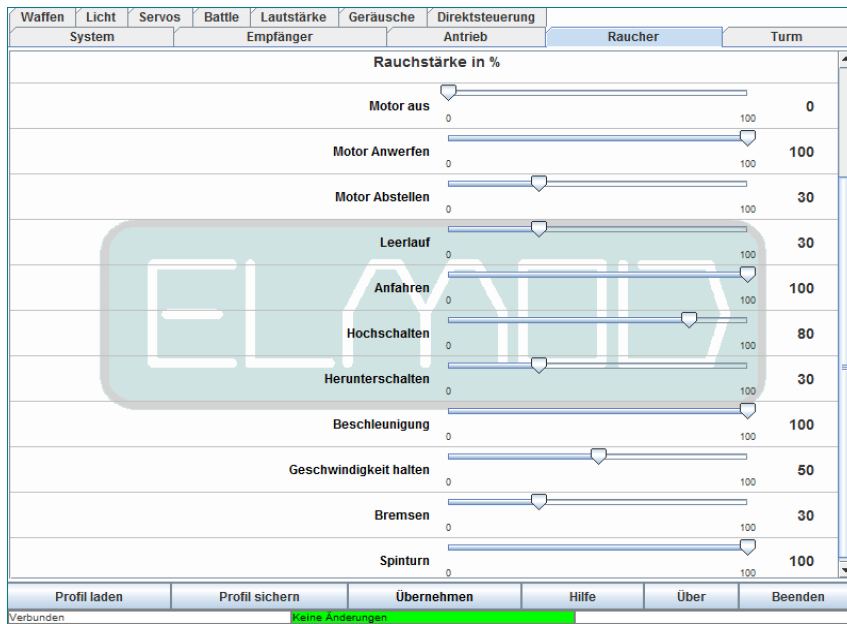 Waffen Licht Servos Battle Lautstärke Geräusche Direktsteuerung
System Empfänger Antrieb Raucher Turm
Rauchstärke in %
Motor aus 0
0 100
Motor Anwerfen 100
0 100
Motor Abstellen 30
0 100
Leerlauf 30
0 100
Anfahren 100
0 100
Hochschalten 80
0 100
Herunterschalten 30
0 100
Beschleunigung 100
0 100
Geschwindigkeit halten 50
0 100
Bremsen 30
0 100
Spinturn 100
0 100
ELMOD
Profil laden Profil sichern Übernehmen Hilfe Über Beenden
Verbunden Keine Änderungen